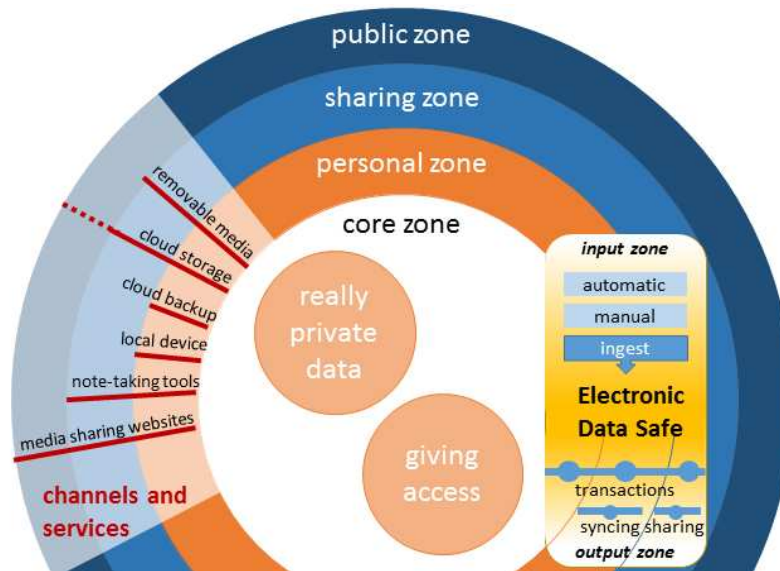 public zone
sharing zone
personal zone
core zone
removable media
cloud storage
cloud backup
local device
note-taking tools
media sharing websites
channels and
services
really
private
data
giving
access
input zone
automatic
manual
ingest
Electronic
Data Safe
transactions
syncing sharing
output zone